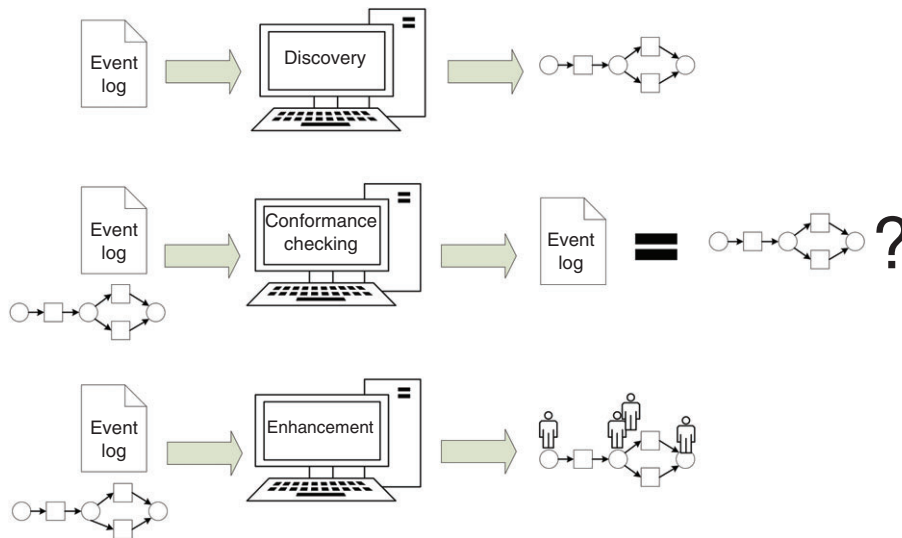 Event
log
Discovery
Event
log
Conformance
checking
Event
log
?
Event
log
Enhancement